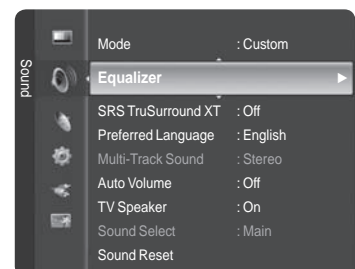 Sound
Mode : Custom
Equalizer ►
SRS TruSurround XT : Off
Preferred Language : English
Multi-Track Sound : Stereo
Auto Volume : Off
TV Speaker : On
Sound Select : Main
Sound Reset